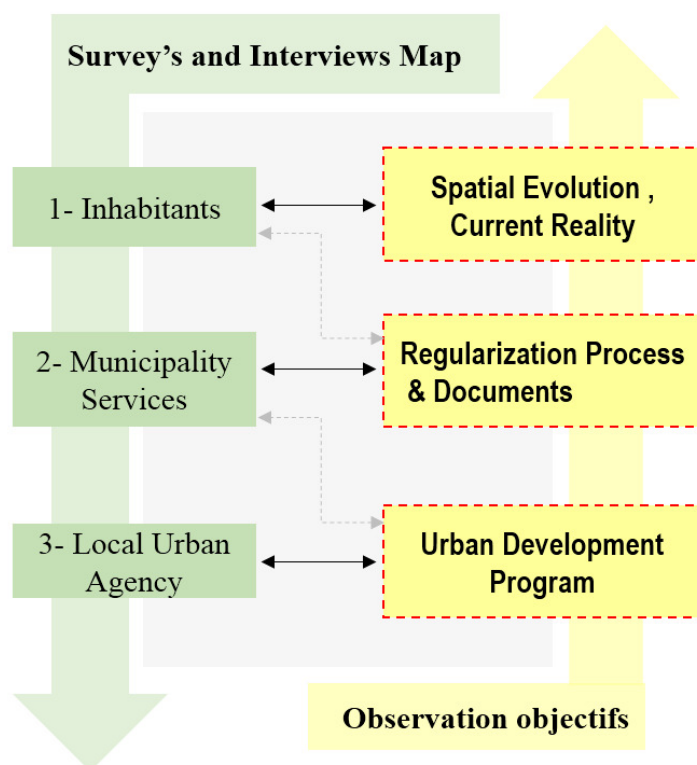 Survey's and Interviews Map
1- Inhabitants
Spatial Evolution ,
Current Reality
2- Municipality
Services
Regularization Process
& Documents
3- Local Urban
Agency
Urban Development
Program
Observation objectifs